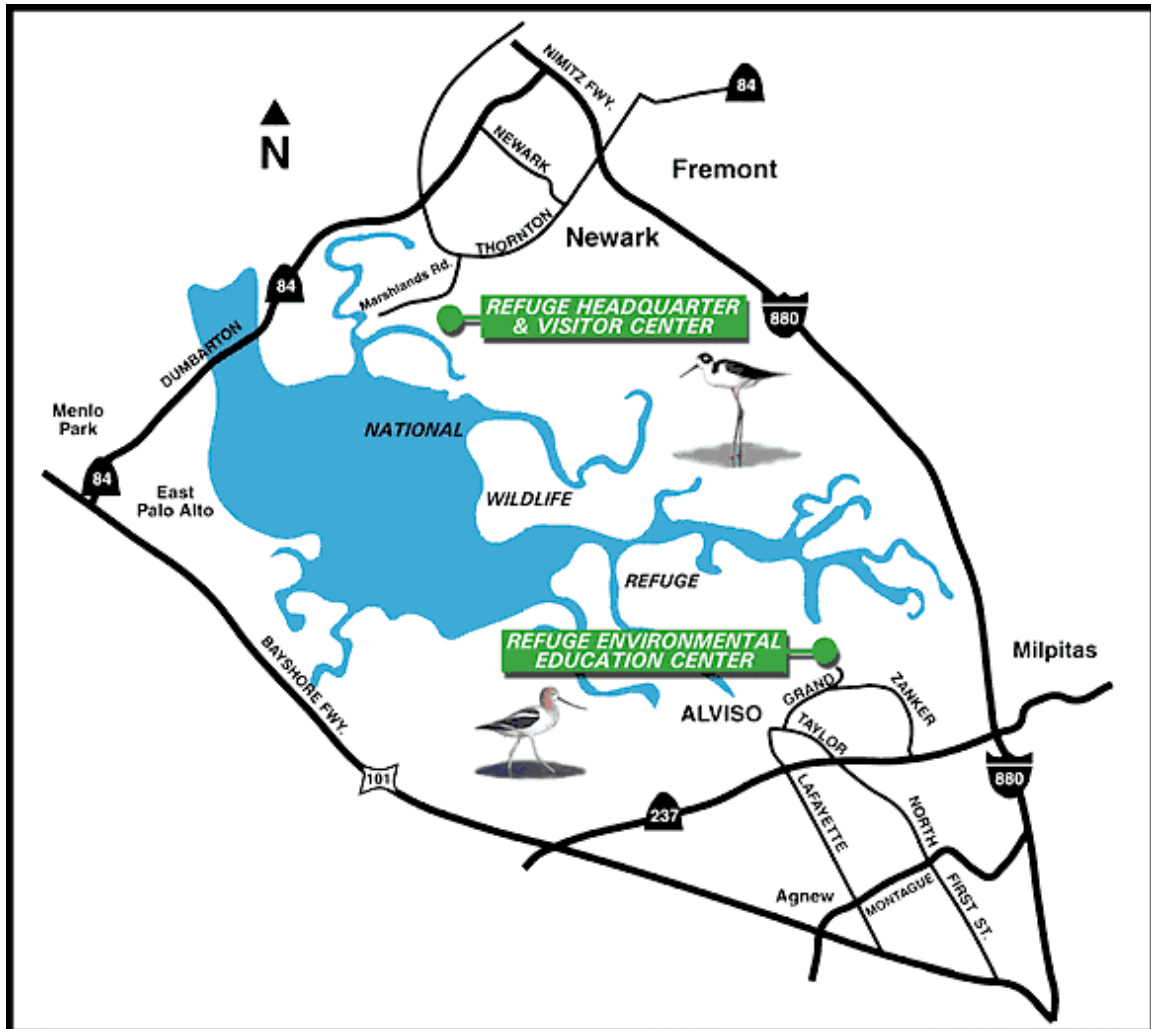 NIMITZ FWY.
84
N
NEWARK
Fremont
THORNTON
Newark
Marshlands Rd.
84
REFUGE HEADQUARTER
& VISITOR CENTER
880
DUMBARTON
Menlo
Park
NATIONAL
84
East
Palo Alto
WILDLIFE
REFUGE
REFUGE ENVIRONMENTAL
EDUCATION CENTER
Milpitas
BAYSHORE FWY.
GRAND
ZANKER
ALVISO
TAYLOR
101
880
237
LAFAYETTE
NORTH
FIRST ST.
Agnew
MONTAGUE